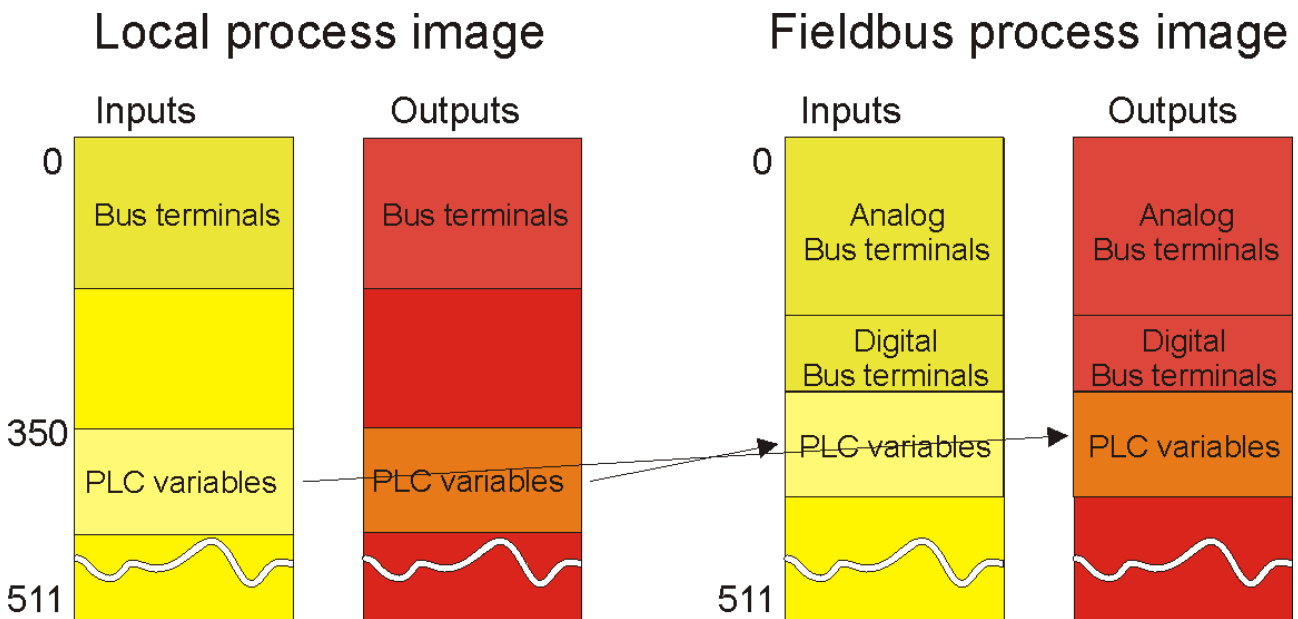 Local process image
Fieldbus process image
Inputs
Outputs
Inputs
Outputs
0
0
Bus terminals
Bus terminals
Analog
Bus terminals
Analog
Bus terminals
Digital
Bus terminals
Digital
Bus terminals
350
PLC variables
PLC variables
PLC variables
PLC variables
511
511